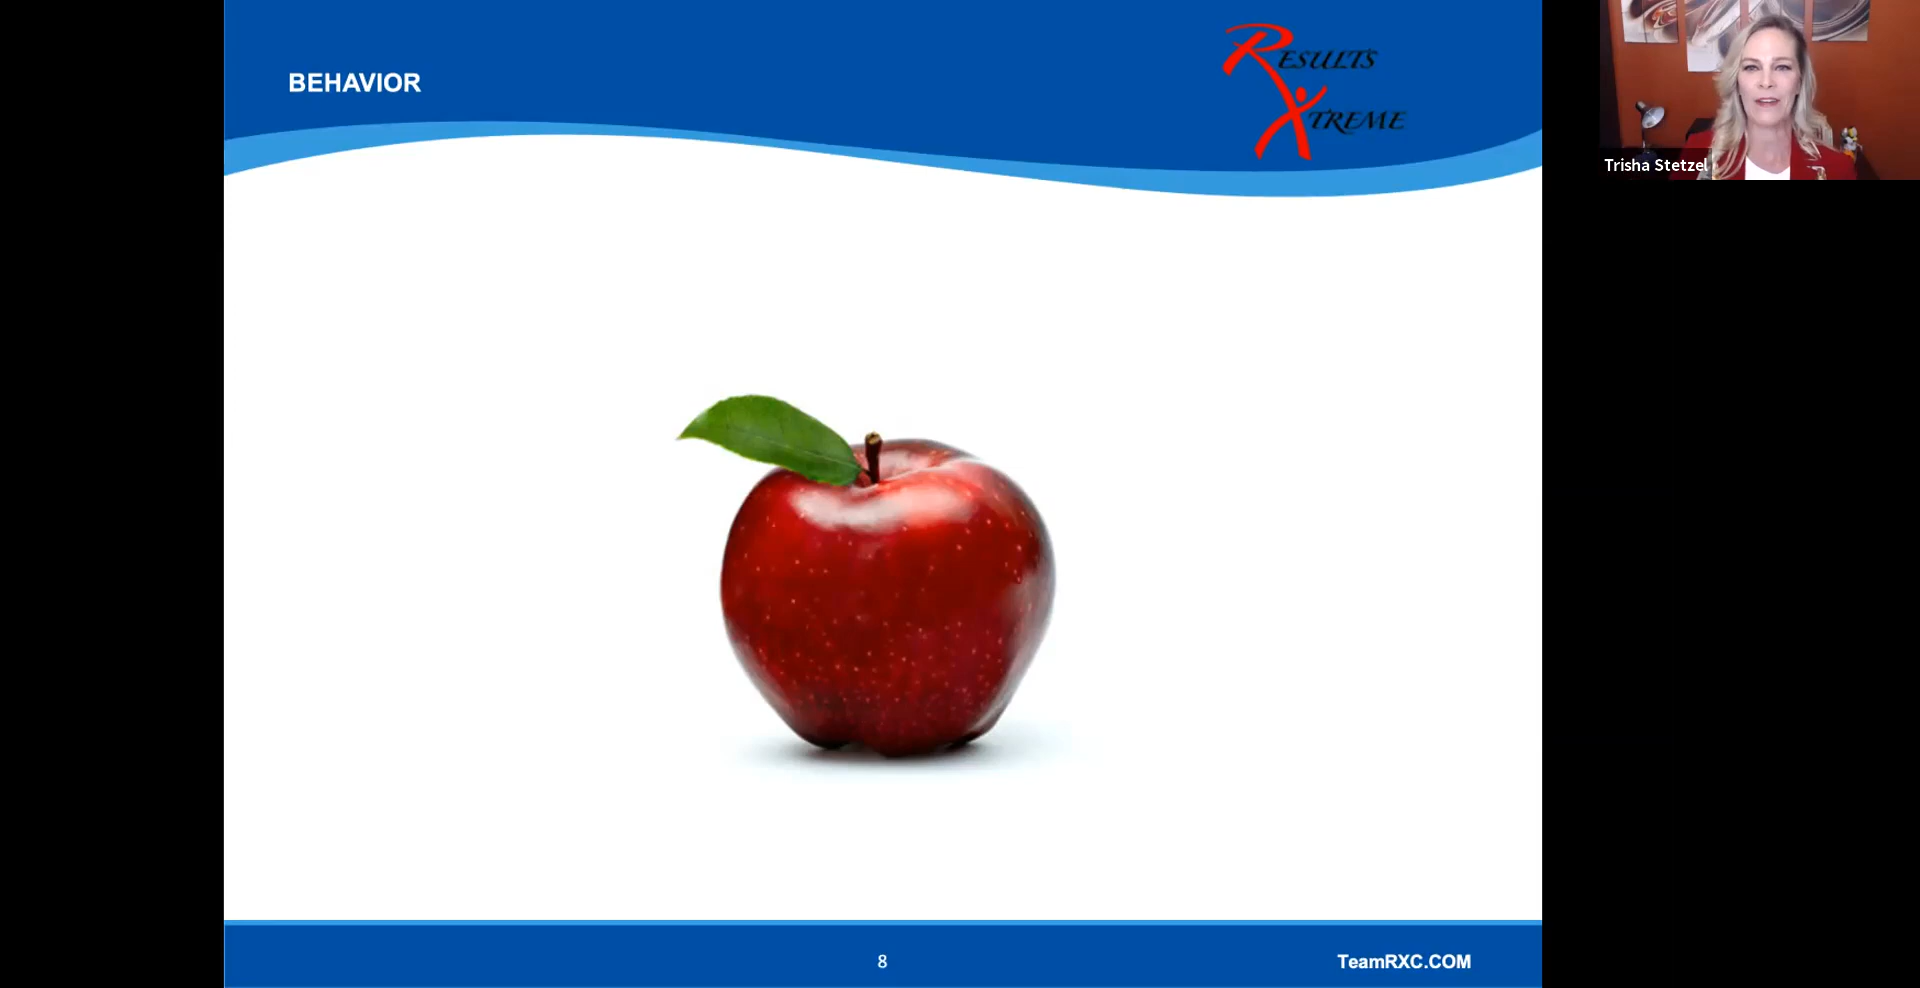 BEHAVIOR
RESULTS
XTREME
Trisha Stetzel
8
TeamRXC.COM